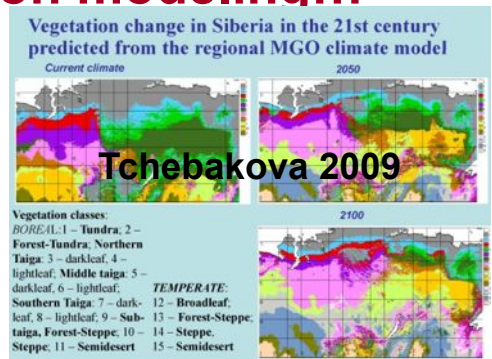 Vegetation change in Siberia in the 21st century
predicted from the regional MGO climate model
Current climate
2050
Tchebakova 2009
Vegetation classes:
BOREAL:1 – Tundra; 2 –
Forest-Tundra; Northern
Taiga: 3 – darkleaf, 4 –
lightleaf; Middle taiga: 5 –
darkleaf, 6 – lightleaf;
Southern Taiga: 7 – dark-
leaf, 8 – lightleaf; 9 – Sub-
taiga, Forest-Steppe; 10 –
Steppe; 11 – Semidesert
TEMPERATE:
12 – Broadleaf;
13 – Forest-Steppe;
14 – Steppe,
15 – Semidesert
2100